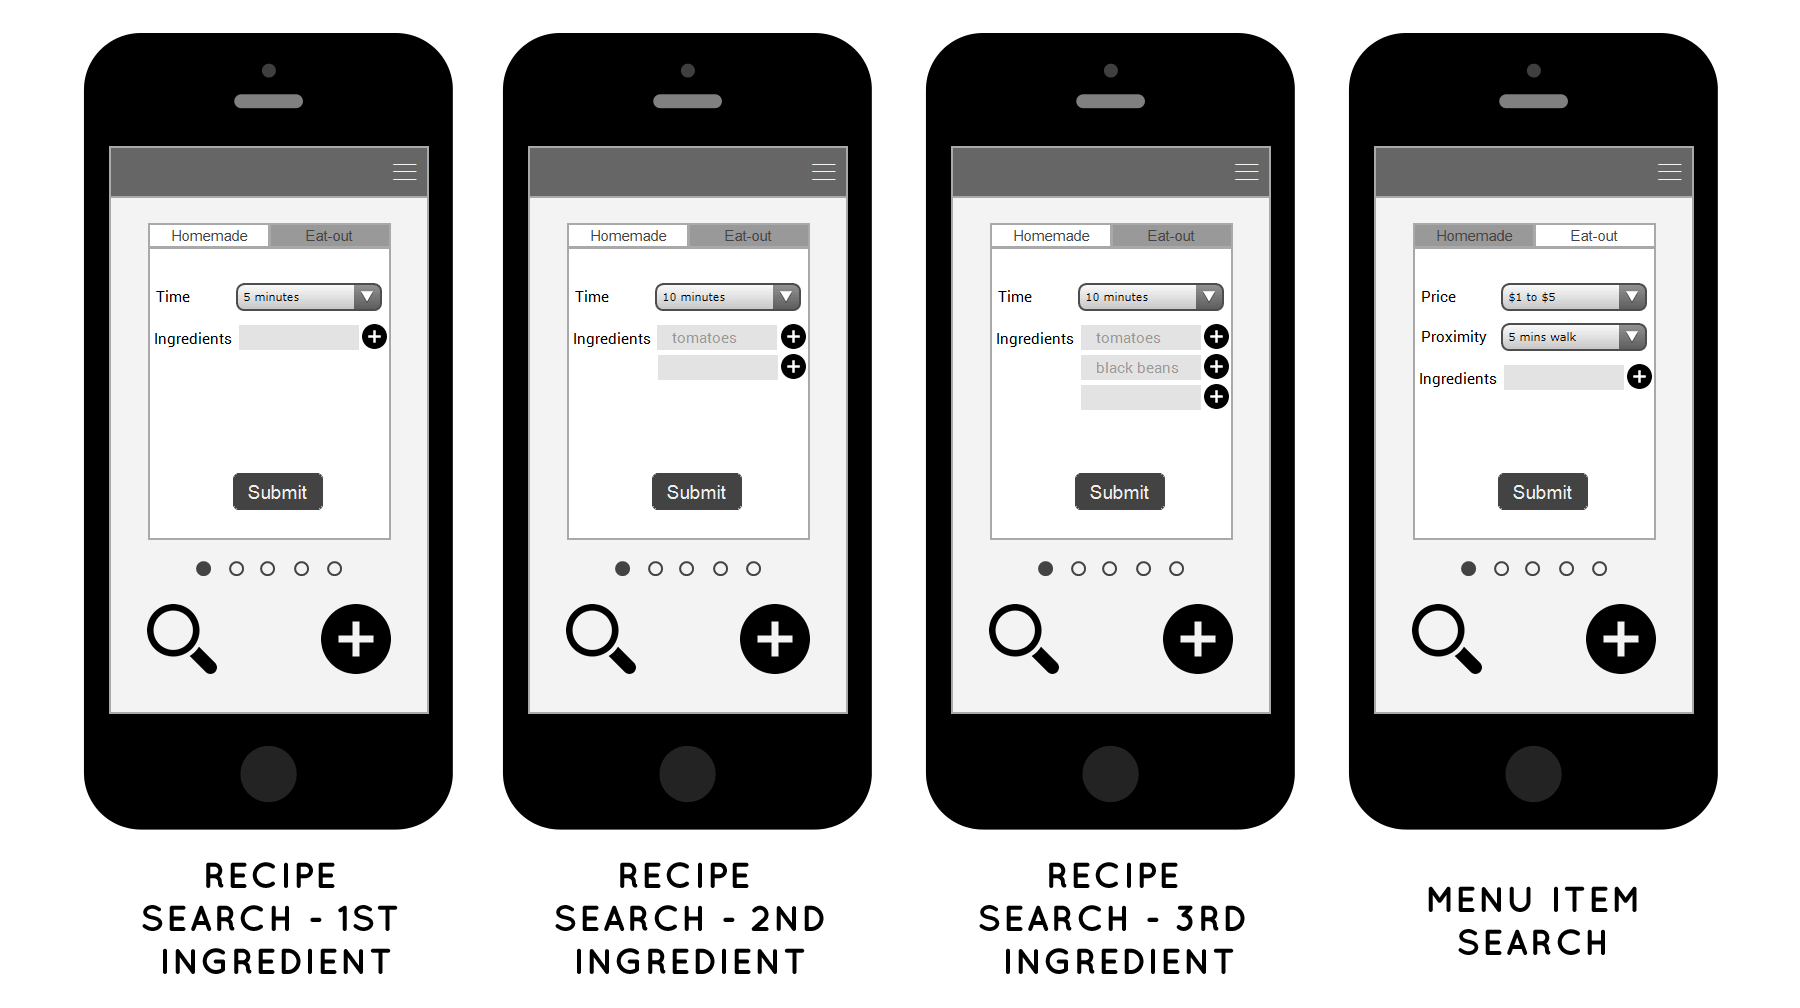 Homemade Eat-out
Time 5 minutes
Ingredients
Submit
RECIPE
SEARCH - 1ST
INGREDIENT
Homemade Eat-out
Time 10 minutes
Ingredients tomatoes
Submit
RECIPE
SEARCH - 2ND
INGREDIENT
Homemade Eat-out
Time 10 minutes
Ingredients tomatoes
black beans
Submit
RECIPE
SEARCH - 3RD
INGREDIENT
Homemade Eat-out
Price $1 to $5
Proximity 5 mins walk
Ingredients
Submit
MENU ITEM
SEARCH